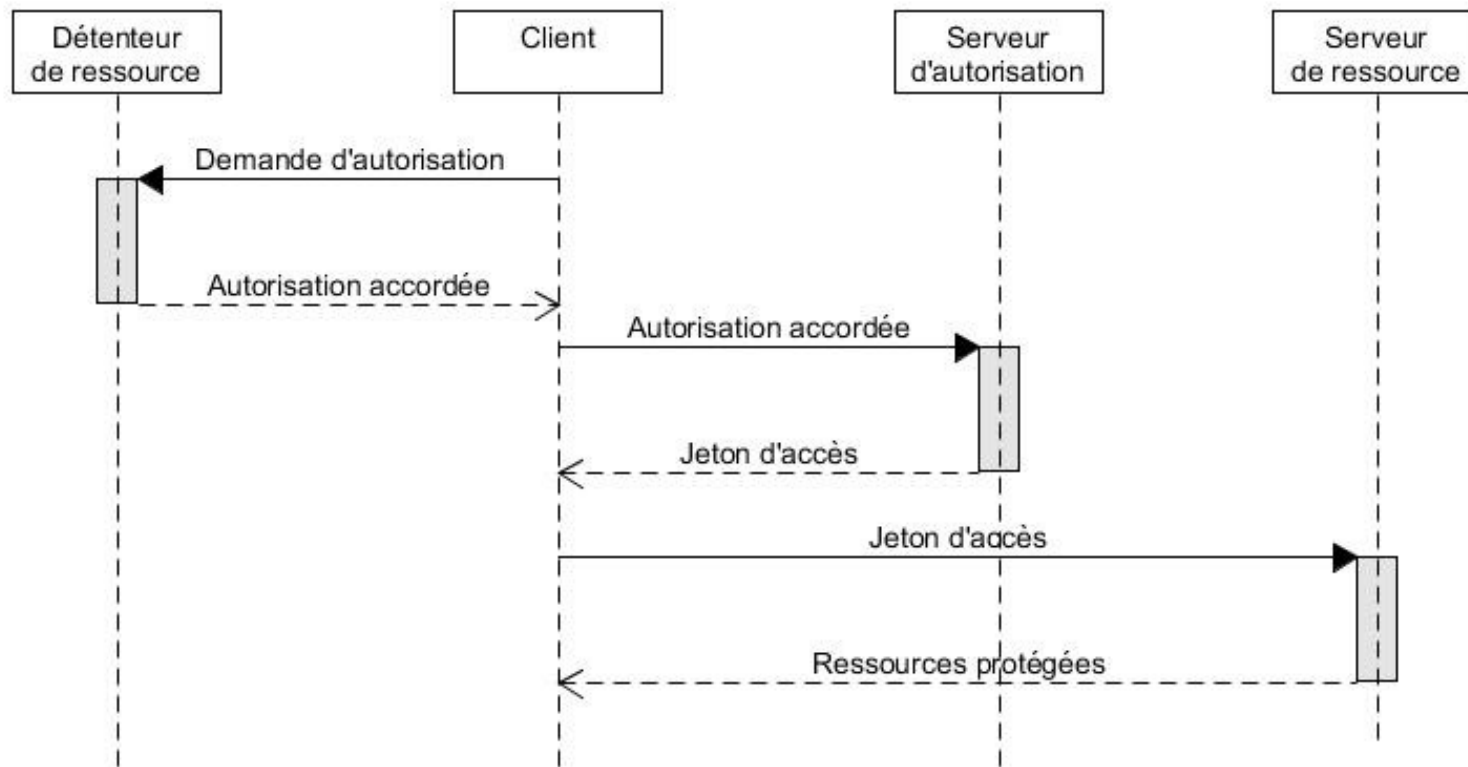 Détenteur
de ressource
Client
Serveur
d'autorisation
Serveur
de ressource
Demande d'autorisation
Autorisation accordée
Autorisation accordée
Jeton d'accès
Jeton d'accès
Ressources protégées